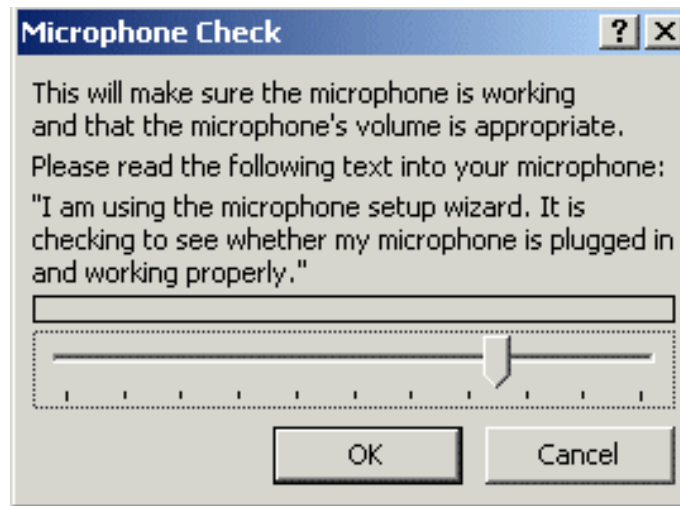 Microphone Check
This will make sure the microphone is working
and that the microphone's volume is appropriate.
Please read the following text into your microphone:
"I am using the microphone setup wizard. It is
checking to see whether my microphone is plugged in
and working properly."
OK
Cancel